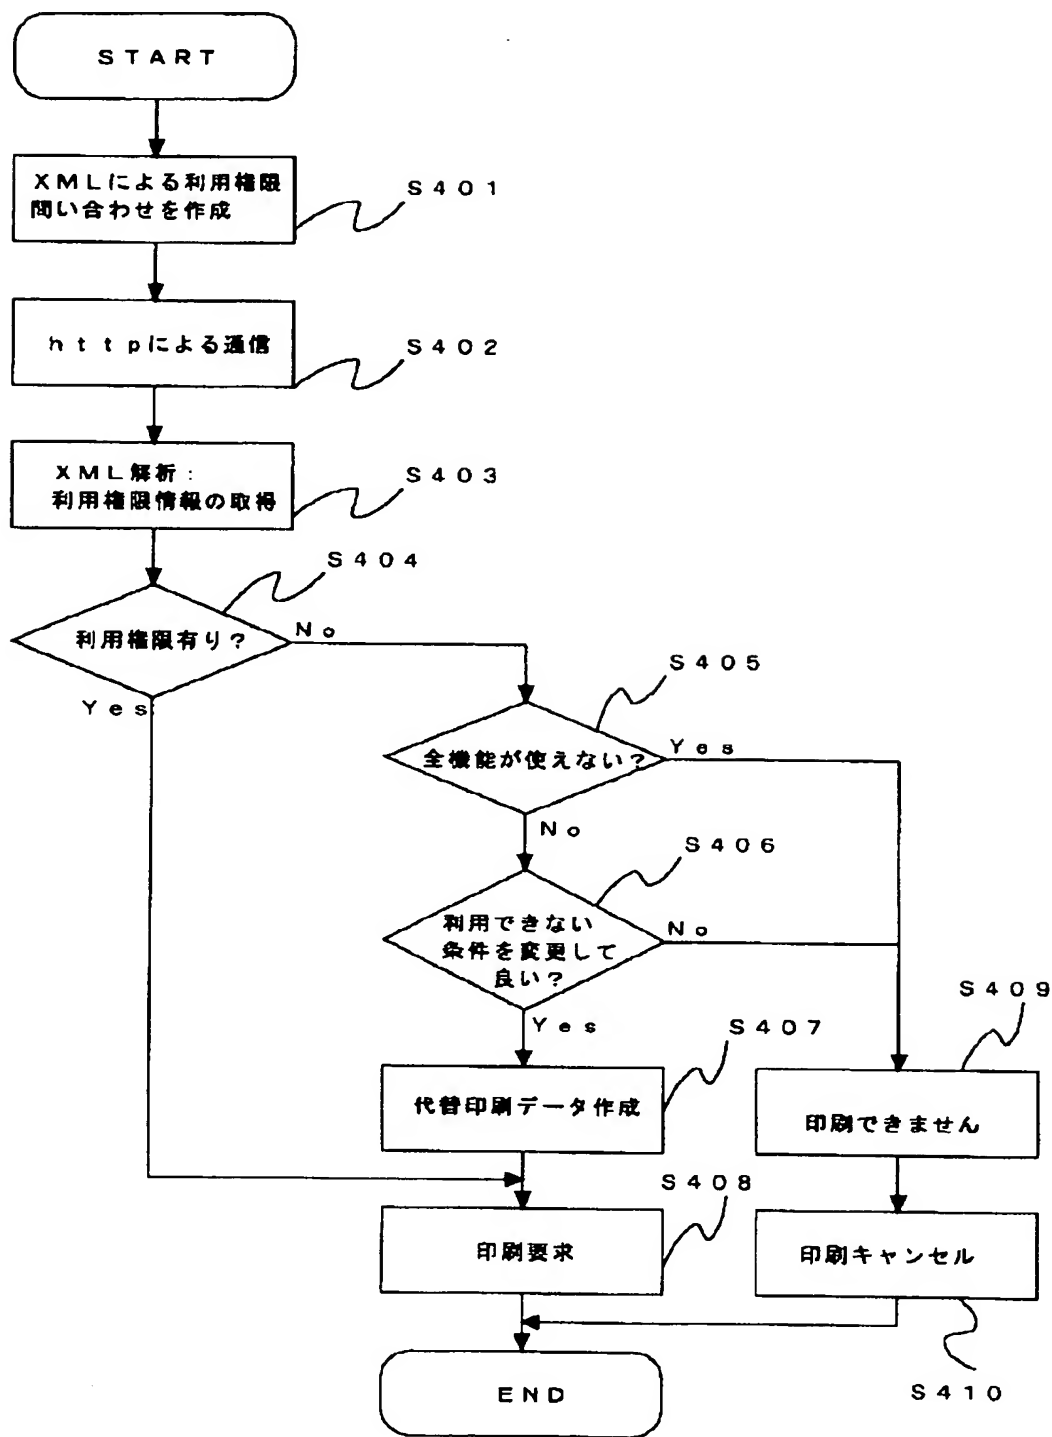 ＳＴＡＲＴ
ＸＭＬによる利用権限
問い合わせを作成
Ｓ４０１
ｈｔｔｐによる通信
Ｓ４０２
ＸＭＬ解析：
利用権限情報の取得
Ｓ４０３
Ｓ４０４
利用権限有り？
Ｎｏ
Ｙｅｓ
Ｓ４０５
全機能が使えない？
Ｙｅｓ
Ｎｏ
Ｓ４０６
利用できない
条件を変更して
良い？
Ｎｏ
Ｙｅｓ
Ｓ４０７
Ｓ４０９
代替印刷データ作成
印刷できません
Ｓ４０８
印刷要求
印刷キャンセル
ＥＮＤ
Ｓ４１０